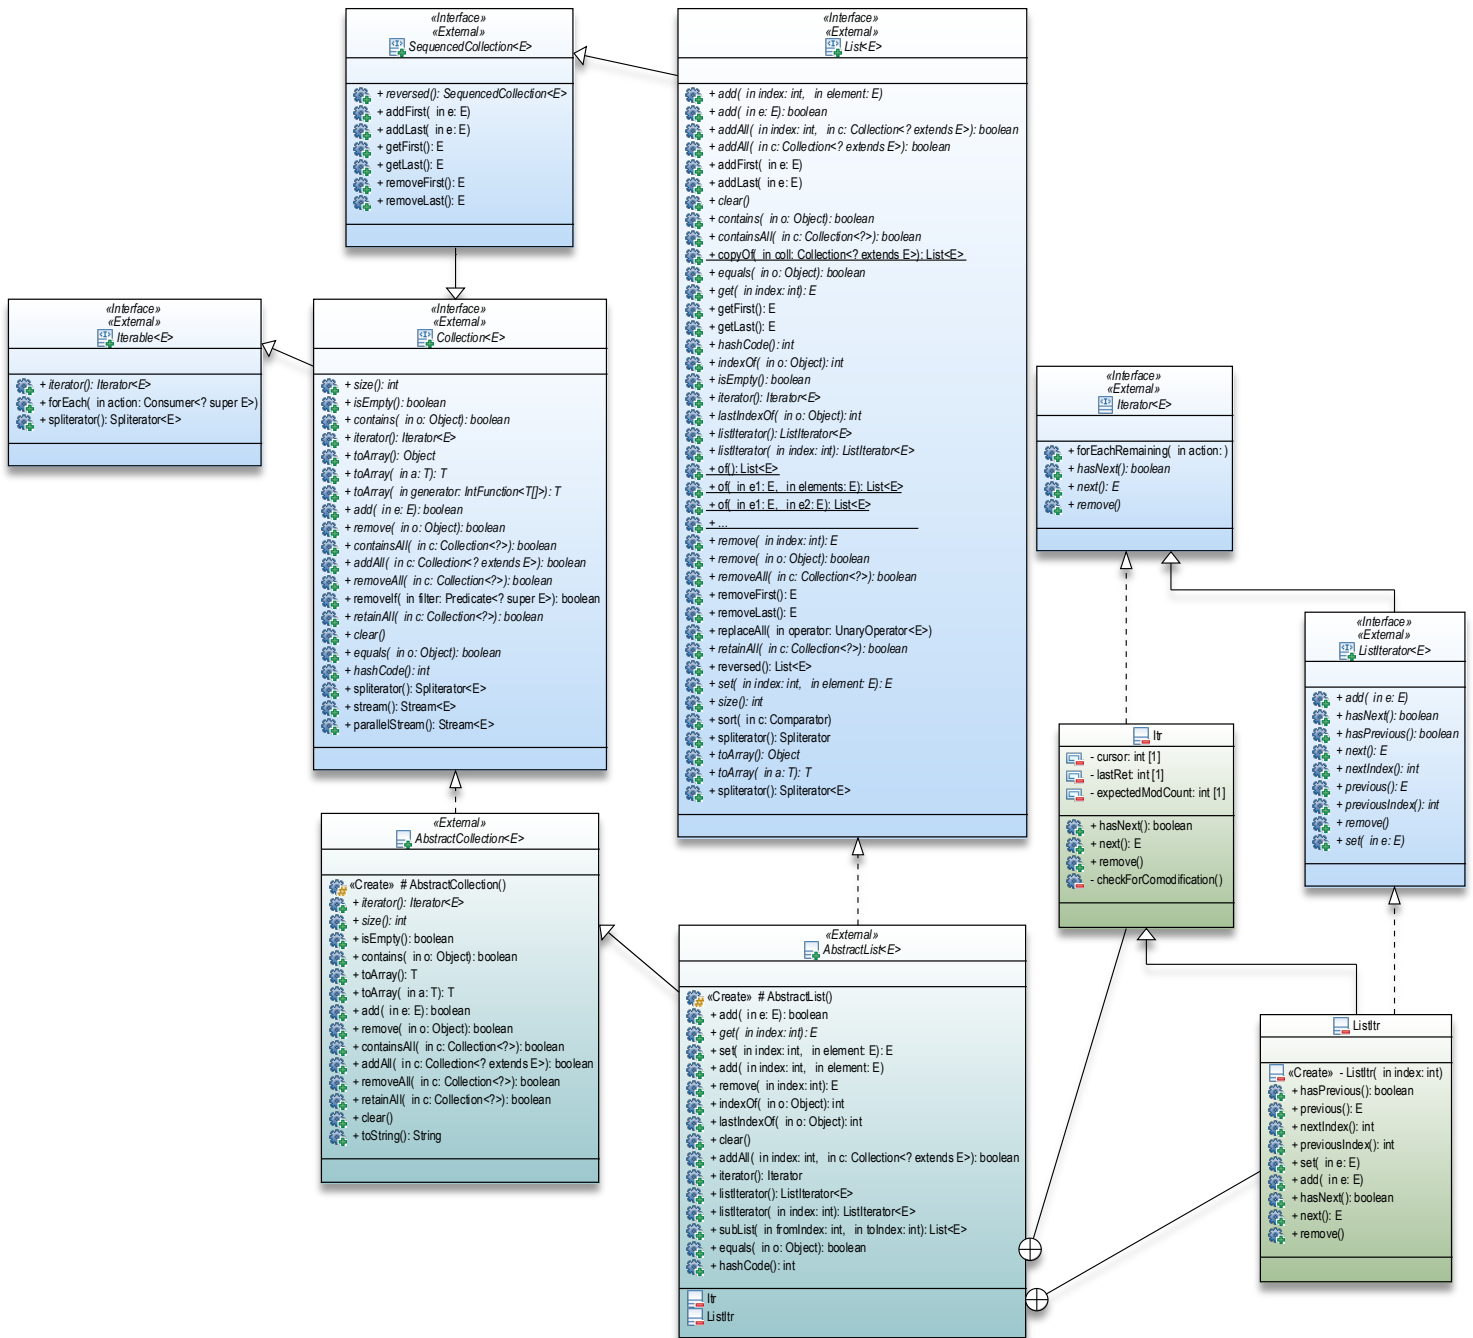 «Interface»
«External»
SequencedCollection<E>
+ reversed(): SequencedCollection<E>
+ addFirst( in e: E)
+ addLast( in e: E)
+ getFirst(): E
+ getLast(): E
+ removeFirst(): E
+ removeLast(): E
«Interface»
«External»
List<E>
+ add( in index: int, in element: E)
+ add( in e: E): boolean
+ addAll( in index: int, in c: Collection<? extends E>): boolean
+ addAll( in c: Collection<? extends E>): boolean
+ addFirst( in e: E)
+ addLast( in e: E)
+ clear()
+ contains( in o: Object): boolean
+ containsAll( in c: Collection<?>): boolean
+ copyOf( in coll: Collection<? extends E>): List<E>
+ equals( in o: Object): boolean
+ get( in index: int): E
+ getFirst(): E
+ getLast(): E
+ hashCode(): int
+ indexOf( in o: Object): int
+ isEmpty(): boolean
+ iterator(): Iterator<E>
+ lastIndexOf( in o: Object): int
+ listIterator(): ListIterator<E>
+ listIterator( in index: int): ListIterator<E>
+ of(): List<E>
+ of( in e1: E, in elements: E): List<E>
+ of( in e1: E, in e2: E): List<E>
+ ...
+ remove( in index: int): E
+ remove( in o: Object): boolean
+ removeAll( in c: Collection<?>): boolean
+ removeFirst(): E
+ removeLast(): E
+ replaceAll( in operator: UnaryOperator<E>)
+ retainAll( in c: Collection<?>): boolean
+ reversed(): List<E>
+ set( in index: int, in element: E): E
+ size(): int
+ sort( in c: Comparator)
+ spliterator(): Spliterator
+ toArray(): Object
+ toArray( in a: T): T
+ spliterator(): Spliterator<E>
«Interface»
«External»
Iterable<E>
+ iterator(): Iterator<E>
+ forEach( in action: Consumer<? super E>)
+ spliterator(): Spliterator<E>
«Interface»
«External»
Collection<E>
+ size(): int
+ isEmpty(): boolean
+ contains( in o: Object): boolean
+ iterator(): Iterator<E>
+ toArray(): Object
+ toArray( in a: T): T
+ toArray( in generator: IntFunction<T[]>): T
+ add( in e: E): boolean
+ remove( in o: Object): boolean
+ containsAll( in c: Collection<?>): boolean
+ addAll( in c: Collection<? extends E>): boolean
+ removeAll( in c: Collection<?>): boolean
+ removeIf( in filter: Predicate<? super E>): boolean
+ retainAll( in c: Collection<?>): boolean
+ clear()
+ equals( in o: Object): boolean
+ hashCode(): int
+ spliterator(): Spliterator<E>
+ stream(): Stream<E>
+ parallelStream(): Stream<E>
«Interface»
«External»
Iterator<E>
+ forEachRemaining( in action: )
+ hasNext(): boolean
+ next(): E
+ remove()
«Interface»
«External»
ListIterator<E>
+ add( in e: E)
+ hasNext(): boolean
+ hasPrevious(): boolean
+ next(): E
+ nextIndex(): int
+ previous(): E
+ previousIndex(): int
+ remove()
+ set( in e: E)
Itr
- cursor: int [1]
- lastRet: int [1]
- expectedModCount: int [1]
+ hasNext(): boolean
+ next(): E
+ remove()
- checkForComodification()
«External»
AbstractCollection<E>
«Create» # AbstractCollection()
+ iterator(): Iterator<E>
+ size(): int
+ isEmpty(): boolean
+ contains( in o: Object): boolean
+ toArray(): T
+ toArray( in a: T): T
+ add( in e: E): boolean
+ remove( in o: Object): boolean
+ containsAll( in c: Collection<?>): boolean
+ addAll( in c: Collection<? extends E>): boolean
+ removeAll( in c: Collection<?>): boolean
+ retainAll( in c: Collection<?>): boolean
+ clear()
+ toString(): String
«External»
AbstractList<E>
«Create» # AbstractList()
+ add( in e: E): boolean
+ get( in index: int): E
+ set( in index: int, in element: E): E
+ add( in index: int, in element: E)
+ remove( in index: int): E
+ indexOf( in o: Object): int
+ lastIndexOf( in o: Object): int
+ clear()
+ addAll( in index: int, in c: Collection<? extends E>): boolean
+ iterator(): Iterator
+ listIterator(): ListIterator<E>
+ listIterator( in index: int): ListIterator<E>
+ subList( in fromIndex: int, in toIndex: int): List<E>
+ equals( in o: Object): boolean
+ hashCode(): int
Itr
ListItr
ListItr
«Create» - ListItr( in index: int)
+ hasPrevious(): boolean
+ previous(): E
+ nextIndex(): int
+ previousIndex(): int
+ set( in e: E)
+ add( in e: E)
+ hasNext(): boolean
+ next(): E
+ remove()